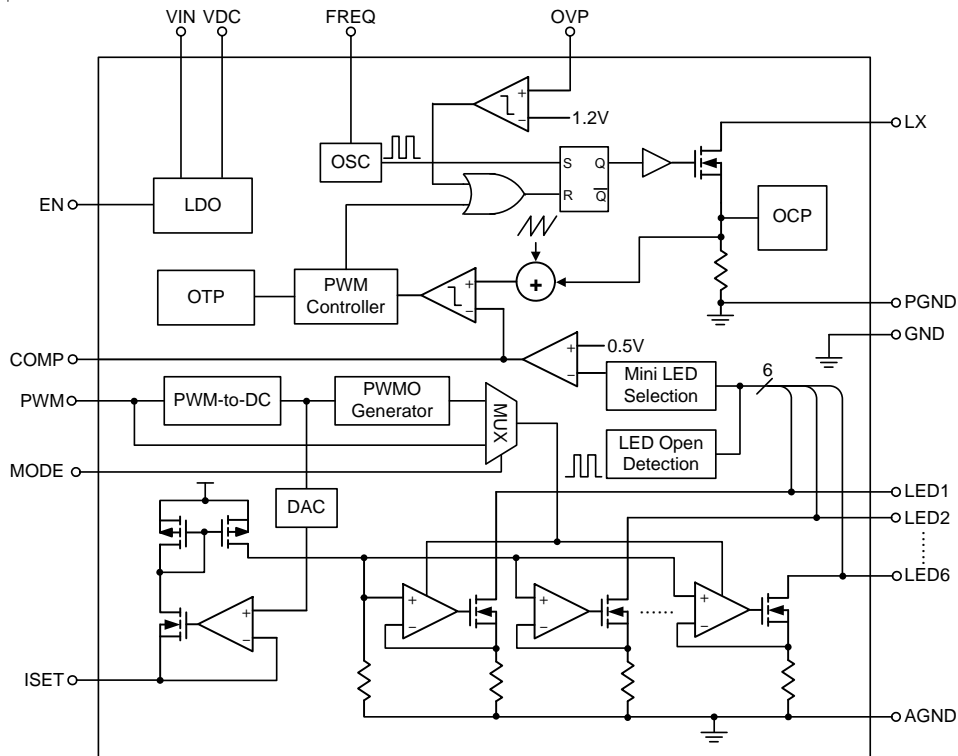 VIN VDC
FREQ
OVP
+
−
1.2V
LX
OSC
S Q
R Q
EN
LDO
OCP
OTP
PWM
Controller
+
−
+
PGND
GND
COMP
+
−
0.5V
Mini LED
Selection
6
PWM
PWM-to-DC
PWMO
Generator
MUX
LED Open
Detection
MODE
DAC
LED1
LED2
LED6
+
−
+
−
+
−
......
+
−
ISET
AGND